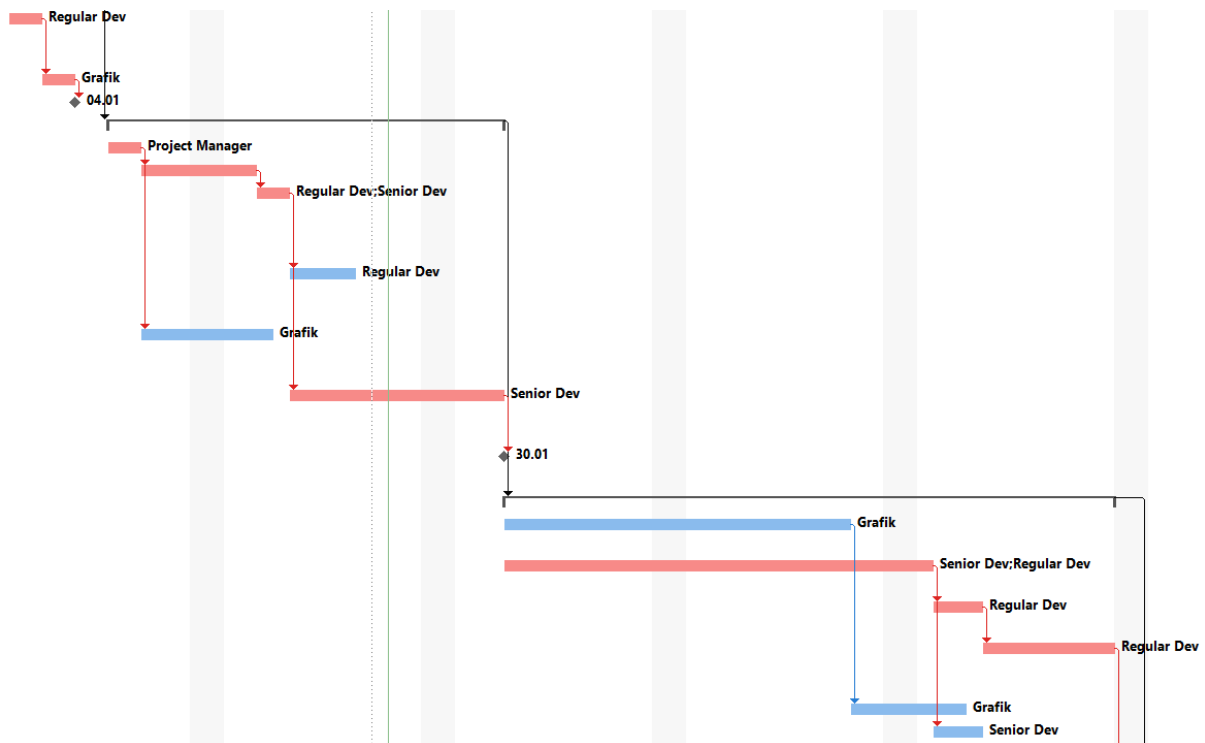 Regular Dev
Grafik
04.01
Project Manager
Regular Dev;Senior Dev
Regular Dev
Grafik
Senior Dev
30.01
Grafik
Senior Dev;Regular Dev
Regular Dev
Regular Dev
Grafik
Senior Dev